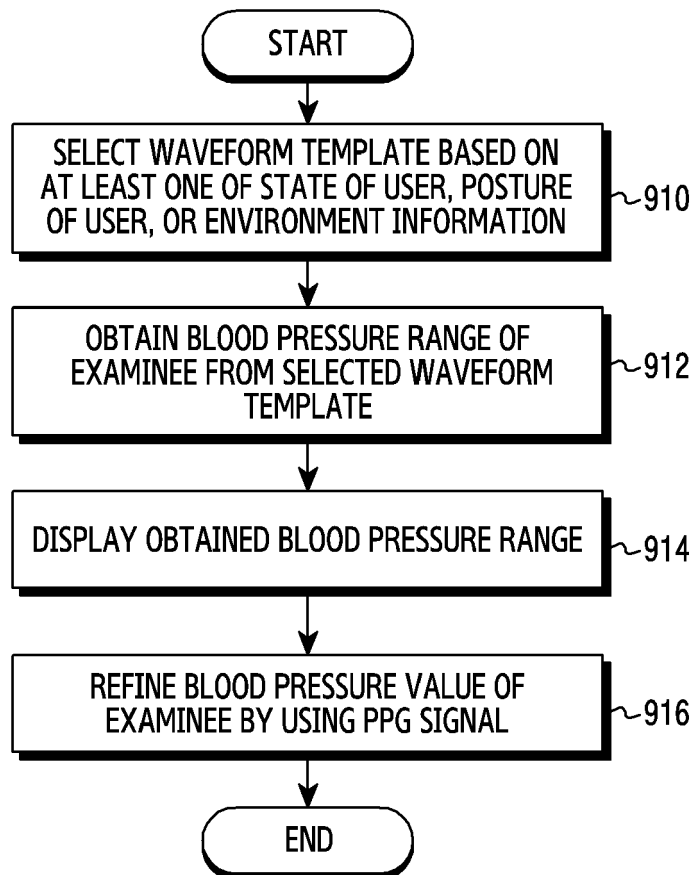 START
SELECT WAVEFORM TEMPLATE BASED ON
AT LEAST ONE OF STATE OF USER, POSTURE
OF USER, OR ENVIRONMENT INFORMATION
910
OBTAIN BLOOD PRESSURE RANGE OF
EXAMINEE FROM SELECTED WAVEFORM
TEMPLATE
912
DISPLAY OBTAINED BLOOD PRESSURE RANGE
914
REFINE BLOOD PRESSURE VALUE OF
EXAMINEE BY USING PPG SIGNAL
916
END